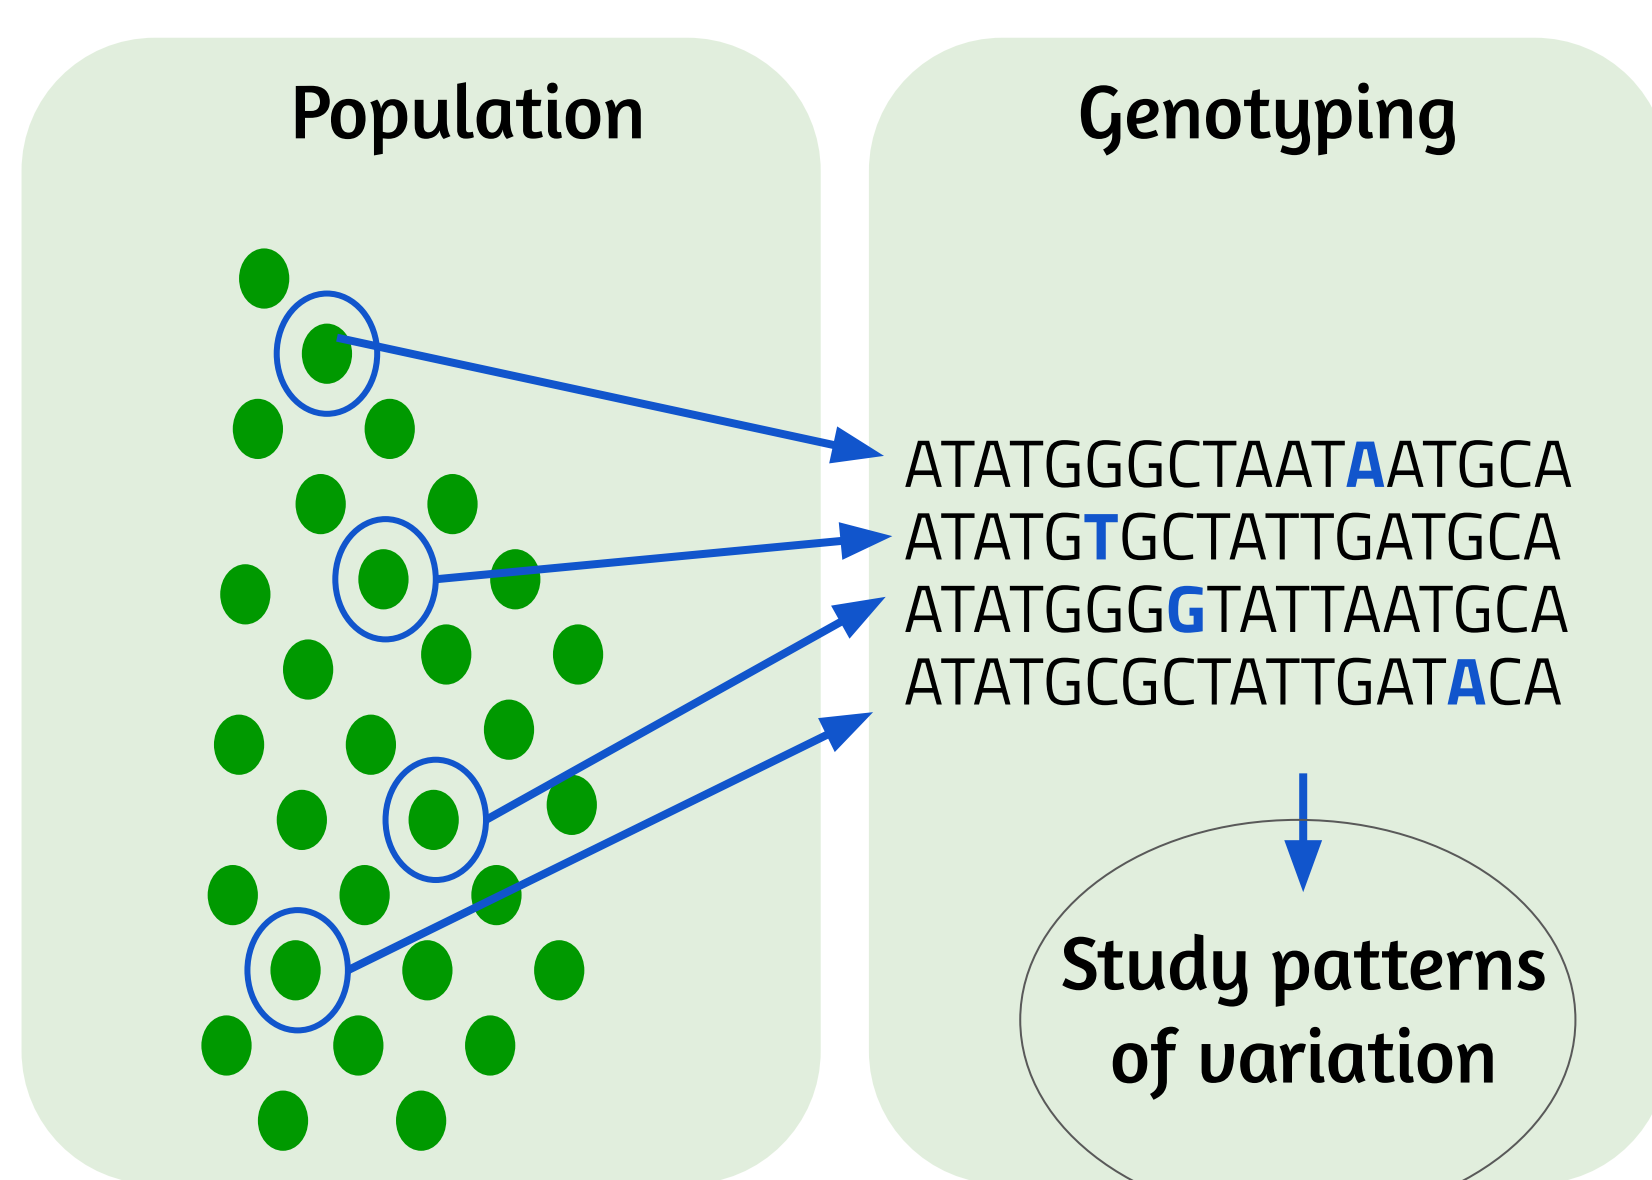 Population
Genotyping
ATATGGGCTAATAATGCA
ATATGTGCTATTGATGCA
ATATGGGGTATTAATGCA
ATATGCGCTATTGATACA
Study patterns
of variation